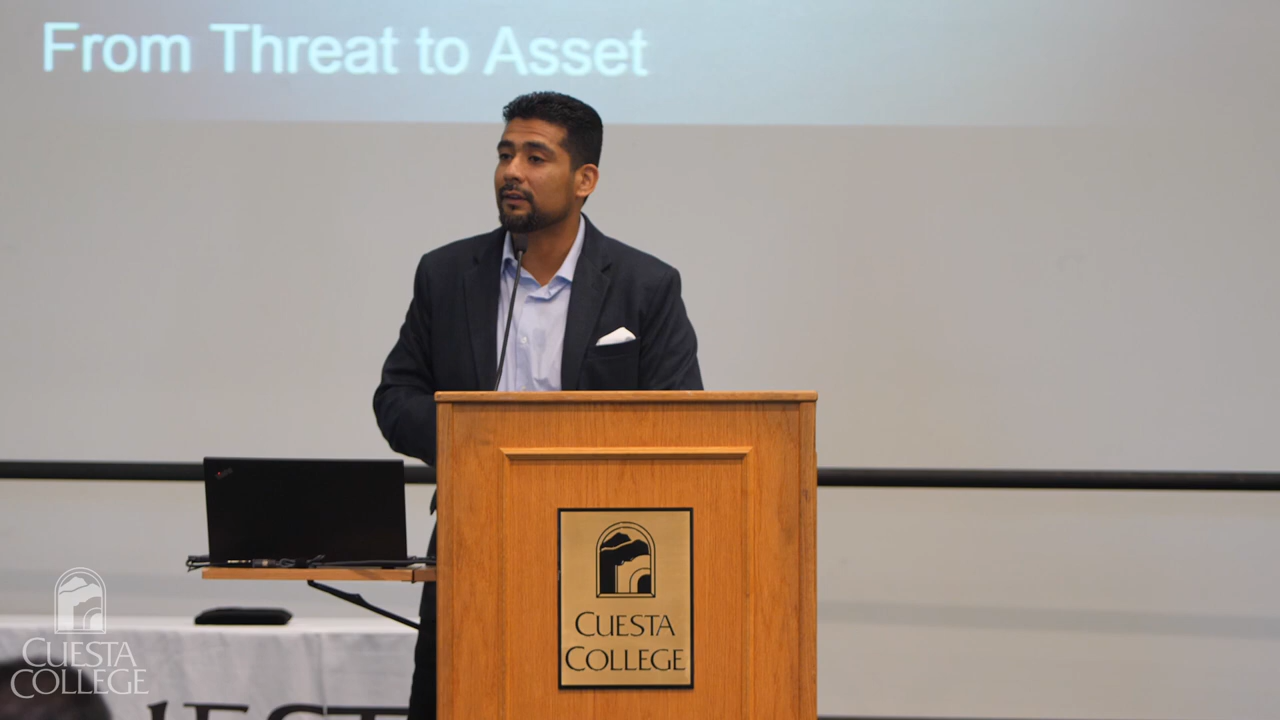 From Threat to Asset
CUESTA
COLLEGE
CUESTA
COLLEGE